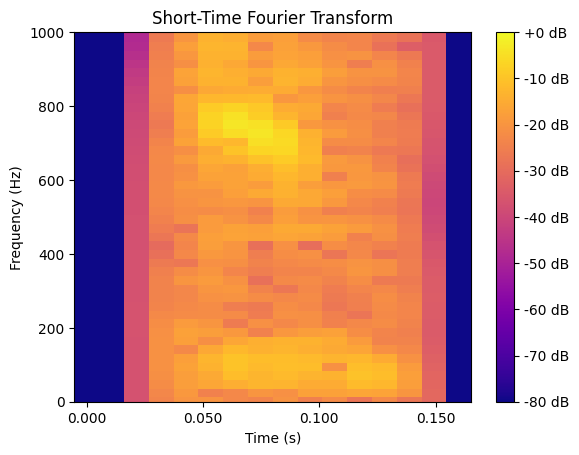 Short-Time Fourier Transform
1000
800
600
400
200
0
Frequency (Hz)
0.000
0.050
0.100
0.150
Time (s)
+0 dB
-10 dB
-20 dB
-30 dB
-40 dB
-50 dB
-60 dB
-70 dB
-80 dB